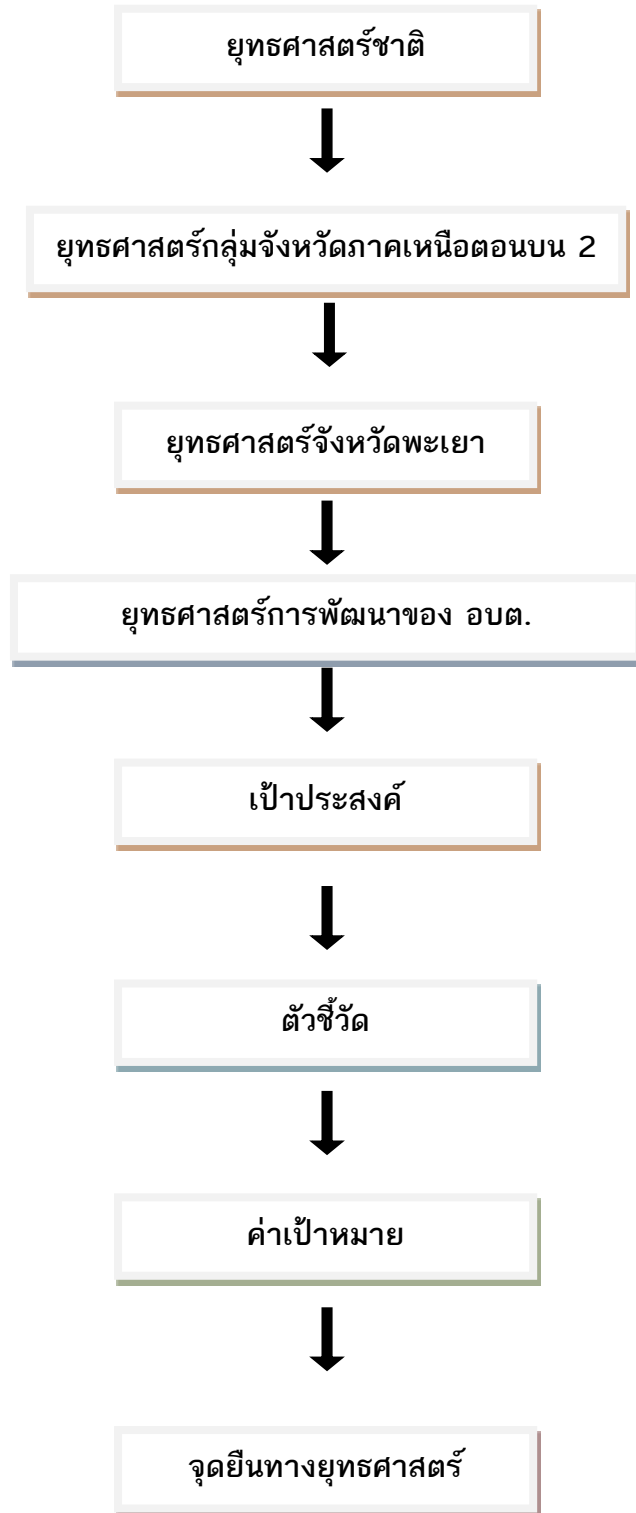 ยุทธศาสตร์ชาติ
ยุทธศาสตร์กลุ่มจังหวัดภาคเหนือตอนบน 2
ยุทธศาสตร์จังหวัดพะเยา
ยุทธศาสตร์การพัฒนาของ อบต.
เป้าประสงค์
ตัวชี้วัด
ค่าเป้าหมาย
จุดยืนทางยุทธศาสตร์